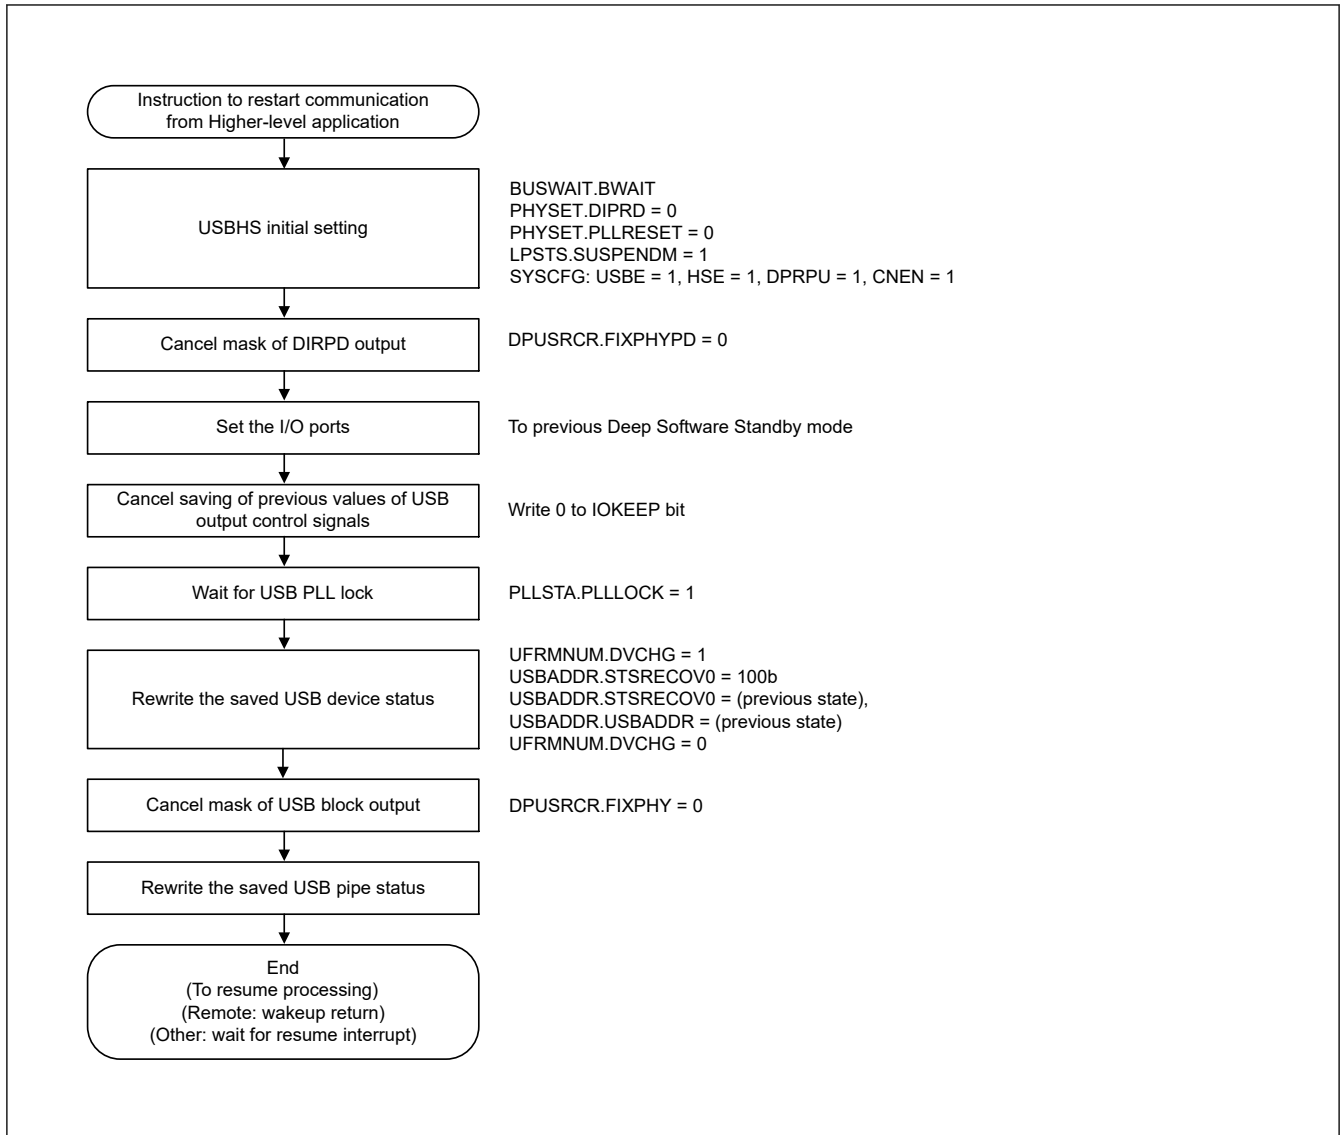 Instruction to restart communication
from Higher-level application
USBHS initial setting
BUSWAIT.BWAIT
PHYSET.DIPRD = 0
PHYSET.PLLRESET = 0
LPSTS.SUSPENDM = 1
SYSCFG: USBE = 1, HSE = 1, DPRPU = 1, CNEN = 1
Cancel mask of DIRPD output
DPUSRCR.FIXPHYPD = 0
Set the I/O ports
To previous Deep Software Standby mode
Cancel saving of previous values of USB
output control signals
Write 0 to IOKEEP bit
Wait for USB PLL lock
PLLSTA.PLLLOCK = 1
Rewrite the saved USB device status
UFRMNUM.DVCHG = 1
USBADDR.STSRECOV0 = 100b
USBADDR.STSRECOV0 = (previous state),
USBADDR.USBADDR = (previous state)
UFRMNUM.DVCHG = 0
Cancel mask of USB block output
DPUSRCR.FIXPHY = 0
Rewrite the saved USB pipe status
End
(To resume processing)
(Remote: wakeup return)
(Other: wait for resume interrupt)